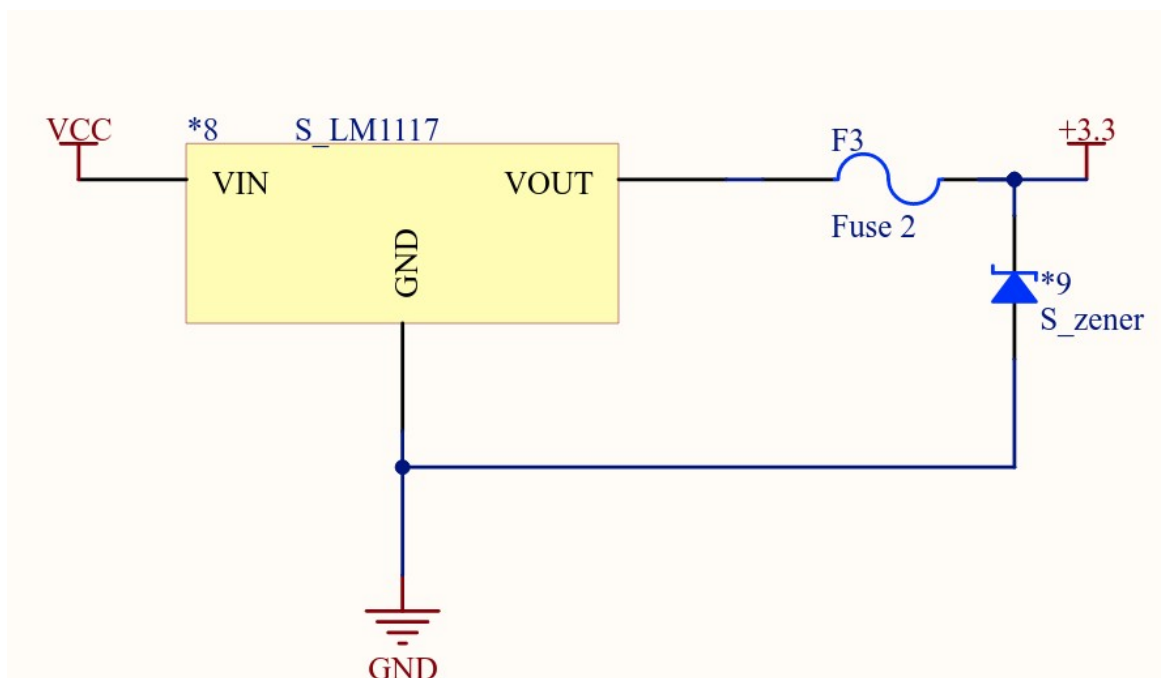 VCC
*8
S_LM1117
VIN
VOUT
GND
F3
Fuse 2
+3.3
*9
S_zener
GND